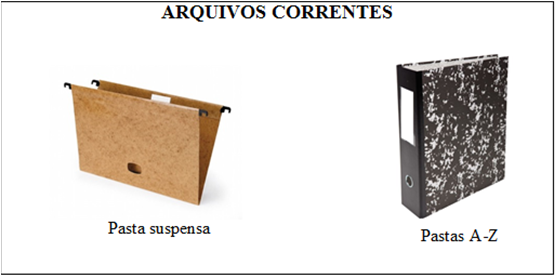 ARQUIVOS CORRENTES
Pasta suspensa
Pastas A-Z